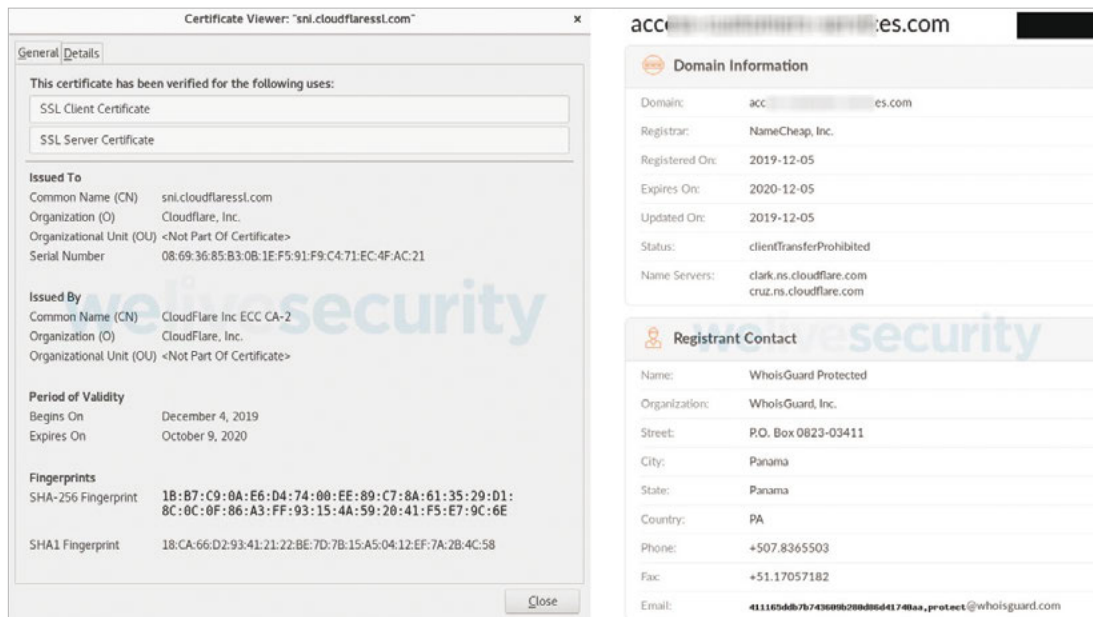 Certificate Viewer: "sni.cloudflaressl.com"
×
General Details
This certificate has been verified for the following uses:
SSL Client Certificate
SSL Server Certificate
Issued To
Common Name (CN) sni.cloudflaressl.com
Organization (O) Cloudflare, Inc.
Organizational Unit (OU) <Not Part Of Certificate>
Serial Number 08:69:36:85:B3:0B:1E:F5:91:F9:C4:71:EC:4F:AC:21
Issued By
Common Name (CN) CloudFlare Inc ECC CA-2
Organization (O) CloudFlare, Inc.
Organizational Unit (OU) <Not Part Of Certificate>
welivesecurity
Period of Validity
Begins On December 4, 2019
Expires On October 9, 2020
Fingerprints
SHA-256 Fingerprint 1B:B7:C9:0A:E6:D4:74:00:EE:89:C7:8A:61:35:29:D1:
8C:0C:0F:86:A3:FF:93:15:4A:59:20:41:F5:E7:9C:6E
SHA1 Fingerprint 18:CA:66:D2:93:41:21:22:BE:7D:7B:15:A5:04:12:EF:7A:2B:4C:58
Close
acce es.com
Domain Information
Domain: acc es.com
Registrar: NameCheap, Inc.
Registered On: 2019-12-05
Expires On: 2020-12-05
Updated On: 2019-12-05
Status: clientTransferProhibited
Name Servers: clark.ns.cloudflare.com
cruz.ns.cloudflare.com
Registrant Contact
welivesecurity
Name: WhoisGuard Protected
Organization: WhoisGuard, Inc.
Street: P.O. Box 0823-03411
City: Panama
State: Panama
Country: PA
Phone: +507.8365503
Fax: +51.17057182
Email: 411165ddb7b743609b280d86d41740aa.protect@whoisguard.com